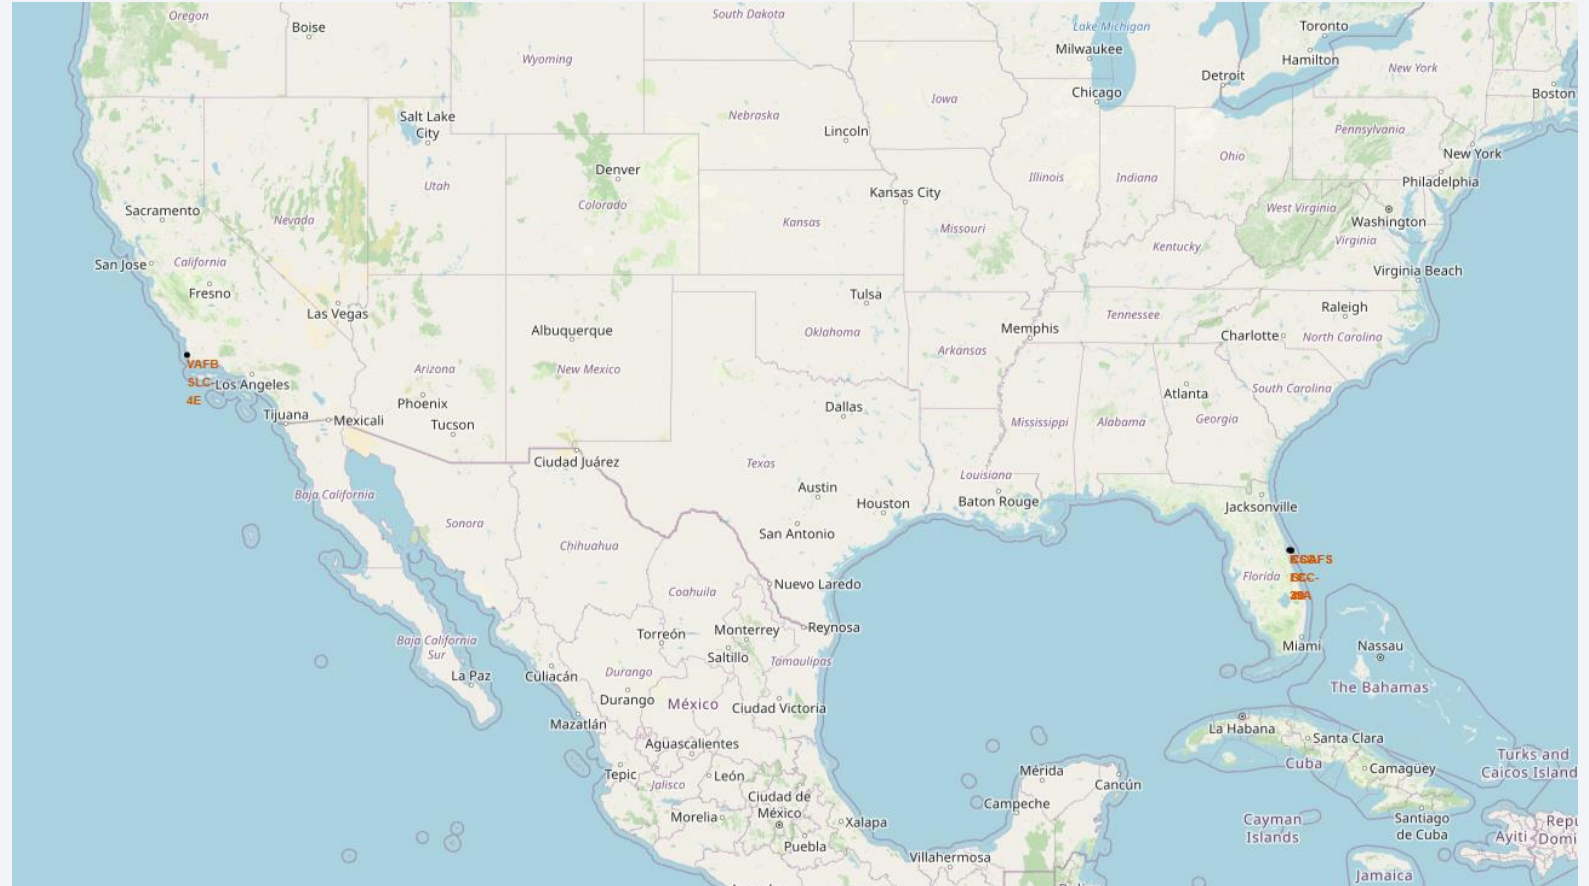 Oregon
Boise
South Dakota
Lake Michigan
Toronto
Wyoming
Milwaukee
Hamilton
New York
Detroit
Iowa
Chicago
Boston
Salt Lake
City
Nebraska
Lincoln
Pennsylvania
Ohio
New York
Denver
Utah
Illinois
Indiana
Philadelphia
Kansas City
Colorado
Sacramento
Nevada
Kansas
Missouri
West Virginia
Washington
Kentucky
Virginia
San Jose
California
Virginia Beach
Fresno
Tulsa
Las Vegas
Raleigh
Tennessee
Albuquerque
Oklahoma
Memphis
Charlotte
North Carolina
Arkansas
VAFB
SLC-
4E
Los Angeles
Arizona
New Mexico
South Carolina
Atlanta
Phoenix
Dallas
Tijuana
Mexicali
Tucson
Mississippi
Alabama
Georgia
Ciudad Juárez
Texas
Louisiana
Austin
Baja California
Houston
Baton Rouge
Jacksonville
Sonora
San Antonio
Chihuahua
Florida
Nuevo Laredo
Coahuila
Reynosa
Torreón
Monterrey
Baja California
Sur
Saltillo
Tamaulipas
Miami
Nassau
La Paz
Culiacán
Durango
The Bahamas
Durango
México
Ciudad Victoria
Mazatlán
La Habana
Santa Clara
Aguascalientes
Turks and
Caicos Island
Cuba
Camagüey
Tepic
León
Mérida
Cancún
Jalisco
Ciudad de
México
Campeche
Morelia
Xalapa
Cayman
Islands
Santiago
de Cuba
Ayiti
Puebla
Villahermosa
Jamaica